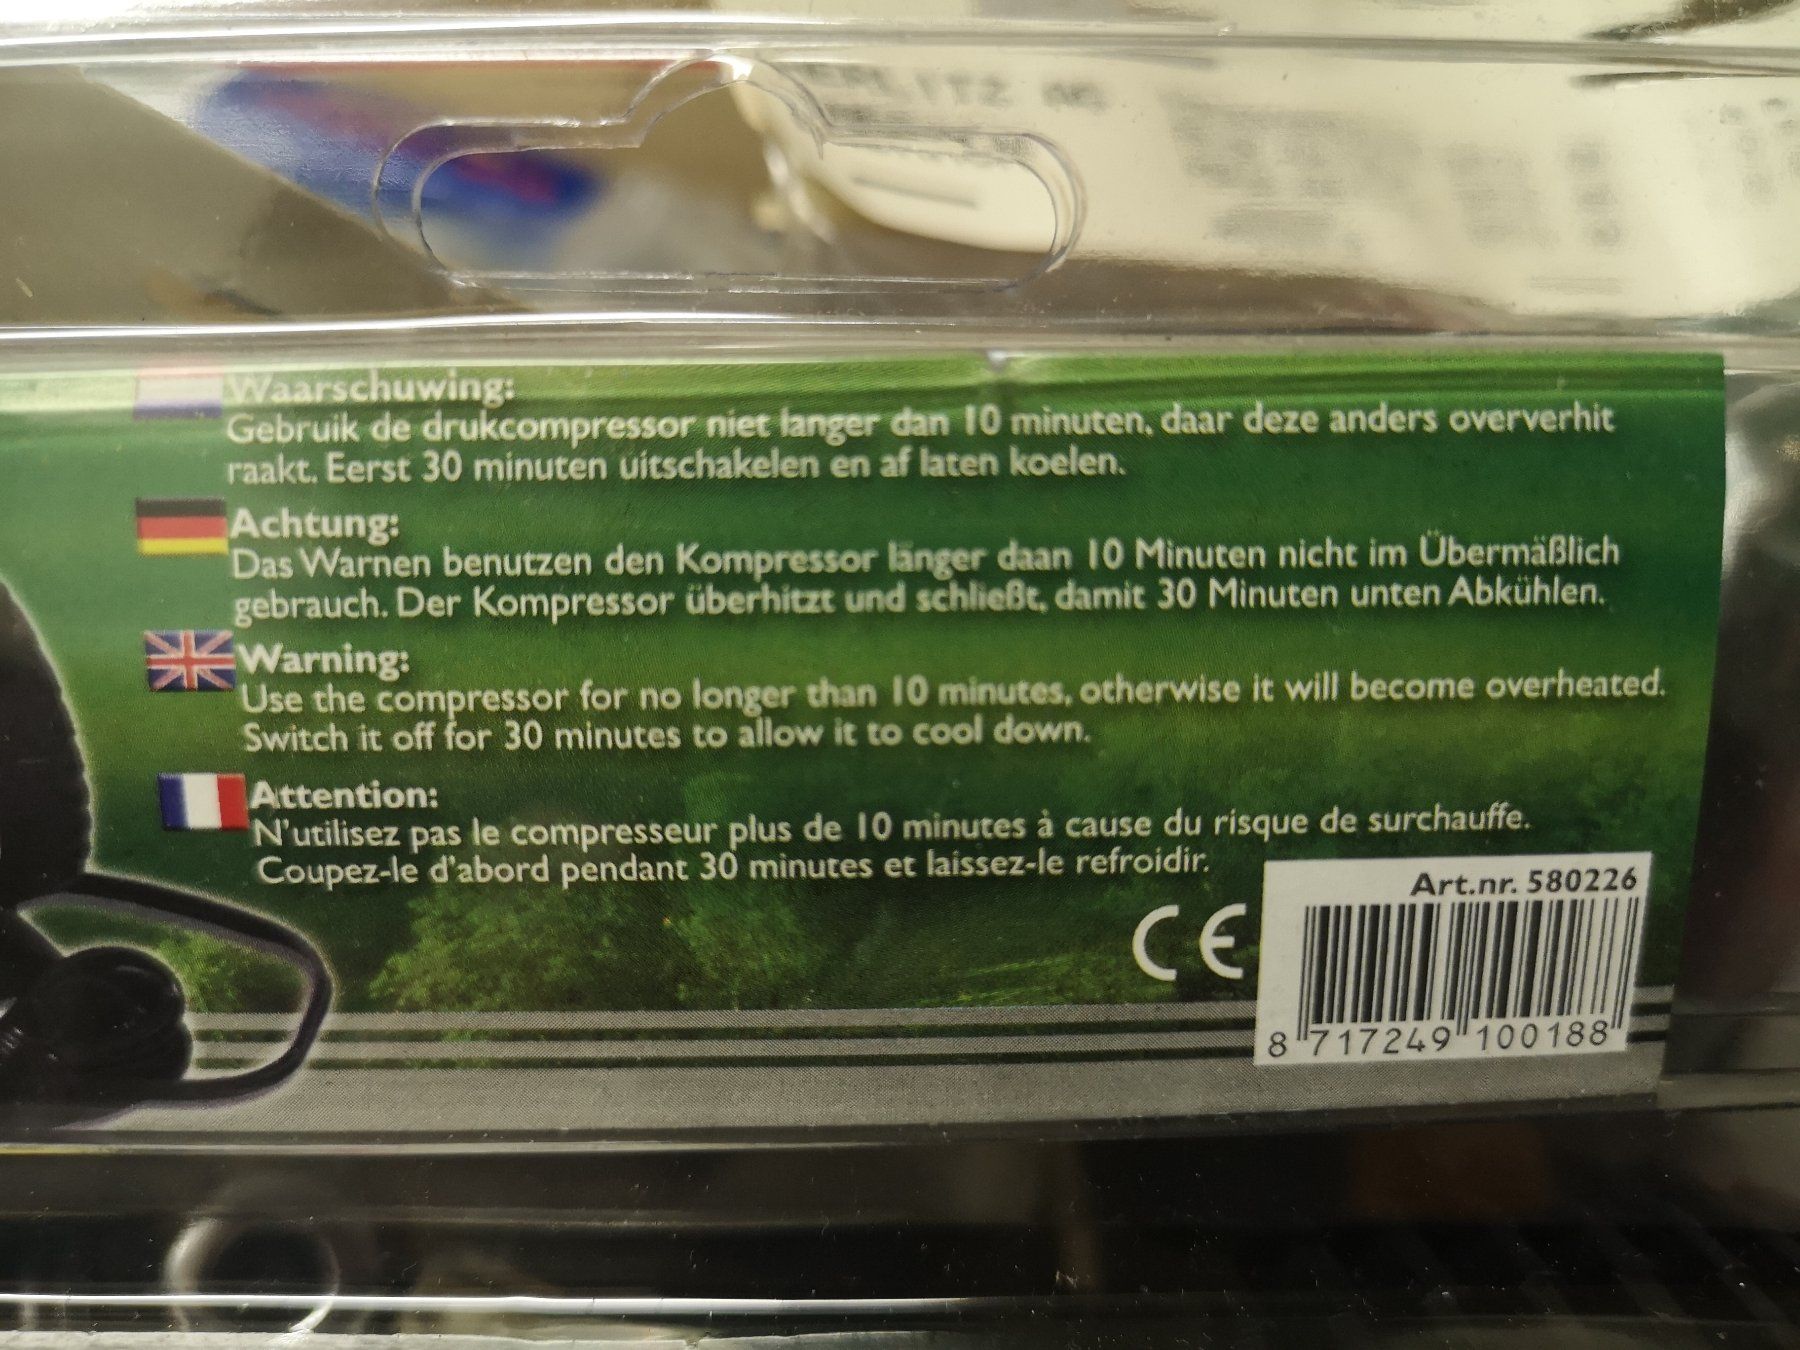 Waarschuwing:
Gebruik de drukcompressor niet langer dan 10 minuten, daar deze anders oververhit
raakt. Eerst 30 minuten uitschakelen en af laten koelen.
Achtung:
Das Warnen benutzen den Kompressor länger daan 10 Minuten nicht im Übermäßlich
gebrauch. Der Kompressor überhitzt und schließt, damit 30 Minuten unten Abkühlen.
Warning:
Use the compressor for no longer than 10 minutes, otherwise it will become overheated.
Switch it off for 30 minutes to allow it to cool down.
Attention:
N'utilisez pas le compresseur plus de 10 minutes à cause du risque de surchauffe.
Coupez-le d'abord pendant 30 minutes et laissez-le refroidir.
CE
Art.nr. 580226
8 717249 100188